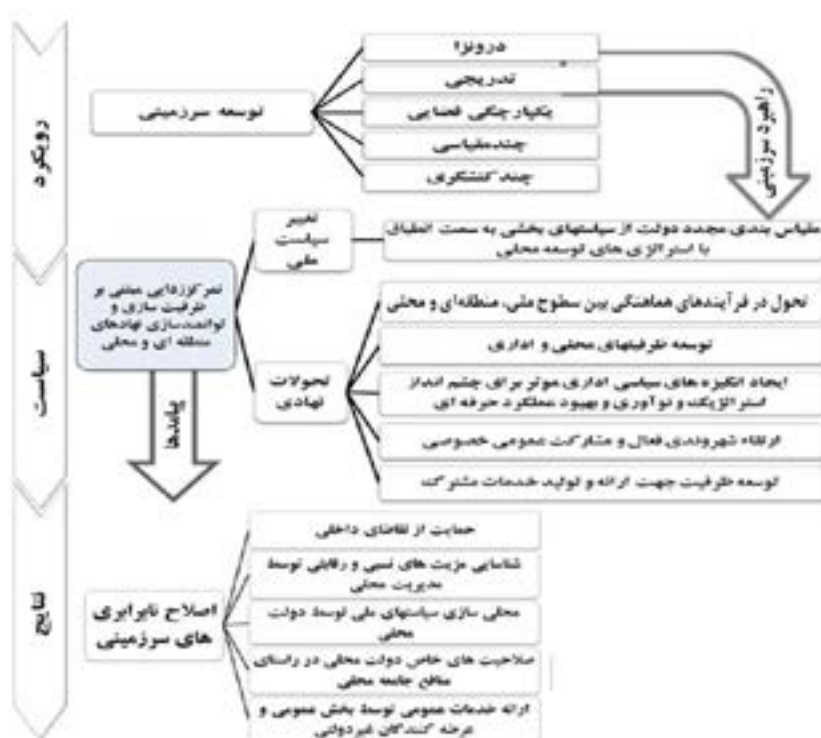 رویکرد
توسعه سرزمینی
درونزا
تدریجی
یکپارچگی فضایی
چندمقیاسی
چندکنشگری
راهبرد سرزمینی
سیاست
تمرکززدایی مبتنی بر
ظرفیت سازی و
توانمندسازی نهادهای
منطقه ای و محلی
تغییر
سیاست
ملی
مقیاس بندی مجدد دولت از سیاستهای بخشی به سمت انطباق
با استراتژی های توسعه محلی
تحولات
نهادی
تحول در فرآیندهای هماهنگی بین سطوح ملی، منطقه‌ای و محلی
توسعه ظرفیتهای محلی و اداری
ایجاد انگیزه های سیاسی اداری موثر برای چشم انداز
استراتژیک و نوآوری و بهبود عملکرد حرفه ای
ارتقاء شهروندی فعال و مشارکت عمومی خصوصی
توسعه ظرفیت جهت ارائه و تولید خدمات مشترک
پیامدها
نتایج
اصلاح نابرابری
های سرزمینی
حمایت از تقاضای داخلی
شناسایی مزیت های نسبی و رقابتی توسط
مدیریت محلی
محلی سازی سیاستهای ملی توسط دولت
محلی
صلاحیت های خاص دولت محلی در راستای
منافع جامعه محلی
ارائه خدمات عمومی توسط بخش عمومی و
عرضه کنندگان غیردولتی